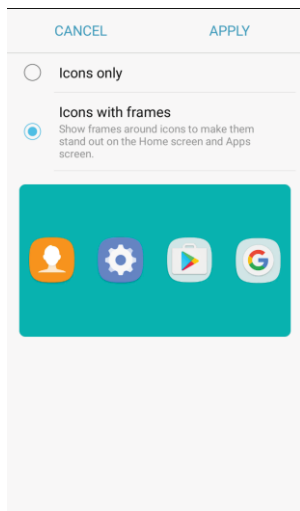 CANCEL APPLY
Icons only
Icons with frames
Show frames around icons to make them
stand out on the Home screen and Apps
screen.